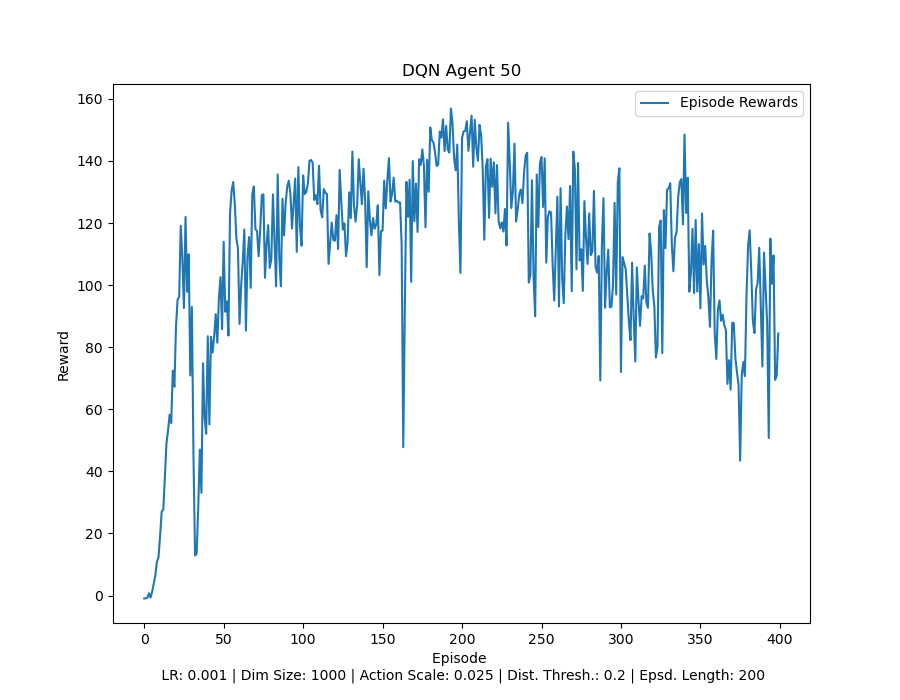 DQN Agent 50
Episode Rewards
160
140
120
100
80
60
40
20
0
Reward
0 50 100 150 200 250 300 350 400
Episode
LR: 0.001 | Dim Size: 1000 | Action Scale: 0.025 | Dist. Thresh.: 0.2 | Epsd. Length: 200